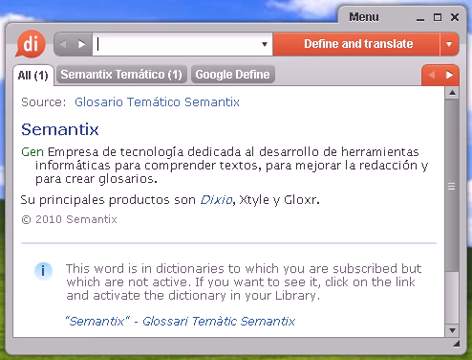 Menu
di
Define and translate
All (1) Semantix Temático (1) Google Define
Source: Glosario Temático Semantix
Semantix
Gen Empresa de tecnología dedicada al desarrollo de herramientas
informáticas para comprender textos, para mejorar la redacción y
para crear glosarios.
Su principales productos son Dixio, Xtyle y Gloxr.
© 2010 Semantix
i
This word is in dictionaries to which you are subscribed but
which are not active. If you want to see it, click on the link
and activate the dictionary in your Library.
"Semantix" - Glossari Temàtic Semantix